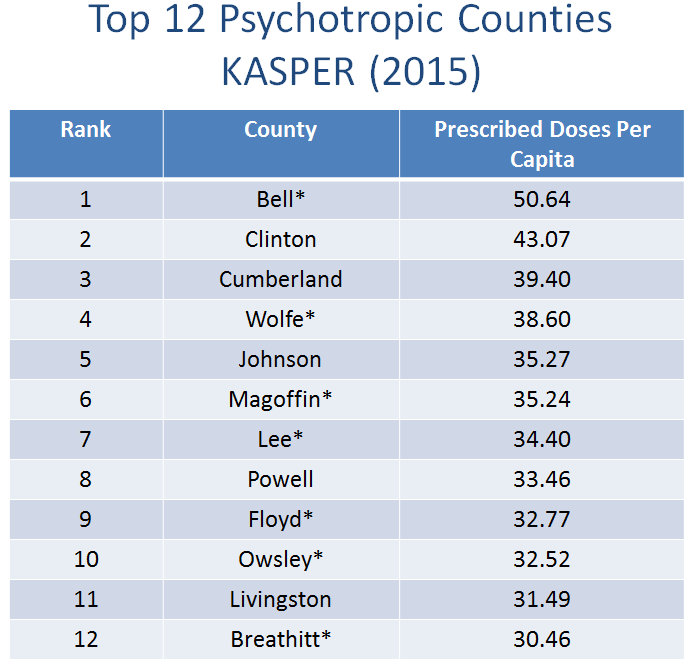 Top 12 Psychotropic Counties
KASPER (2015)
Rank County Prescribed Doses Per
Capita
1 Bell* 50.64
2 Clinton 43.07
3 Cumberland 39.40
4 Wolfe* 38.60
5 Johnson 35.27
6 Magoffin* 35.24
7 Lee* 34.40
8 Powell 33.46
9 Floyd* 32.77
10 Owsley* 32.52
11 Livingston 31.49
12 Breathitt* 30.46